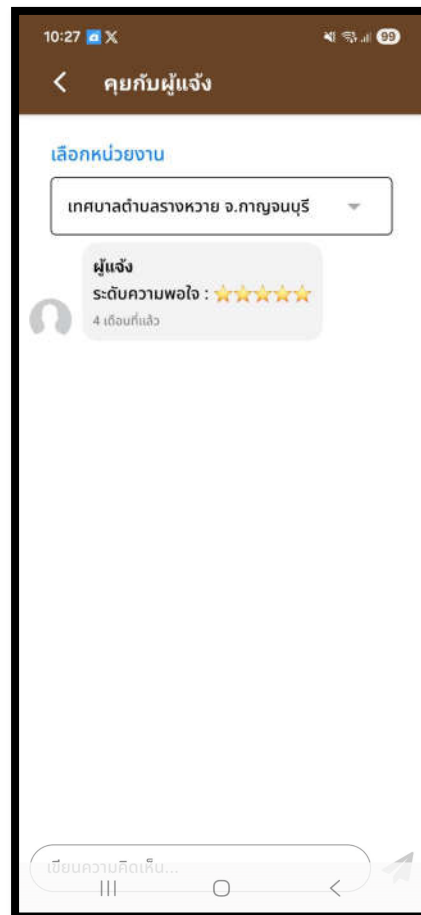 10:27
99
คุยกับผู้แจ้ง
เลือกหน่วยงาน
เทศบาลตำบลรางหวาย จ.กาญจนบุรี
ผู้แจ้ง
ระดับความพอใจ : ⭐⭐⭐⭐⭐
4 เดือนที่แล้ว
เขียนความคิดเห็น...